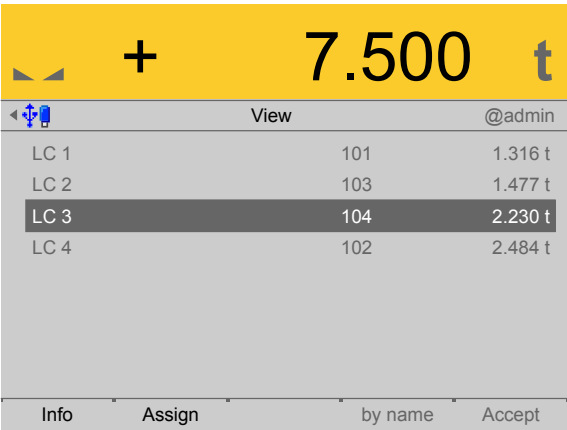 + 7.500 t
View @admin
LC 1 101 1.316 t
LC 2 103 1.477 t
LC 3 104 2.230 t
LC 4 102 2.484 t
Info Assign by name Accept